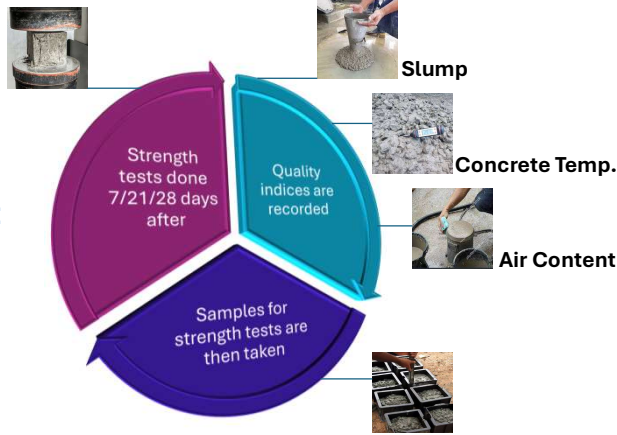 Slump
Concrete Temp.
Air Content
Strength
tests done
7/21/28 days
after
Quality
indices are
recorded
Samples for
strength tests are
then taken